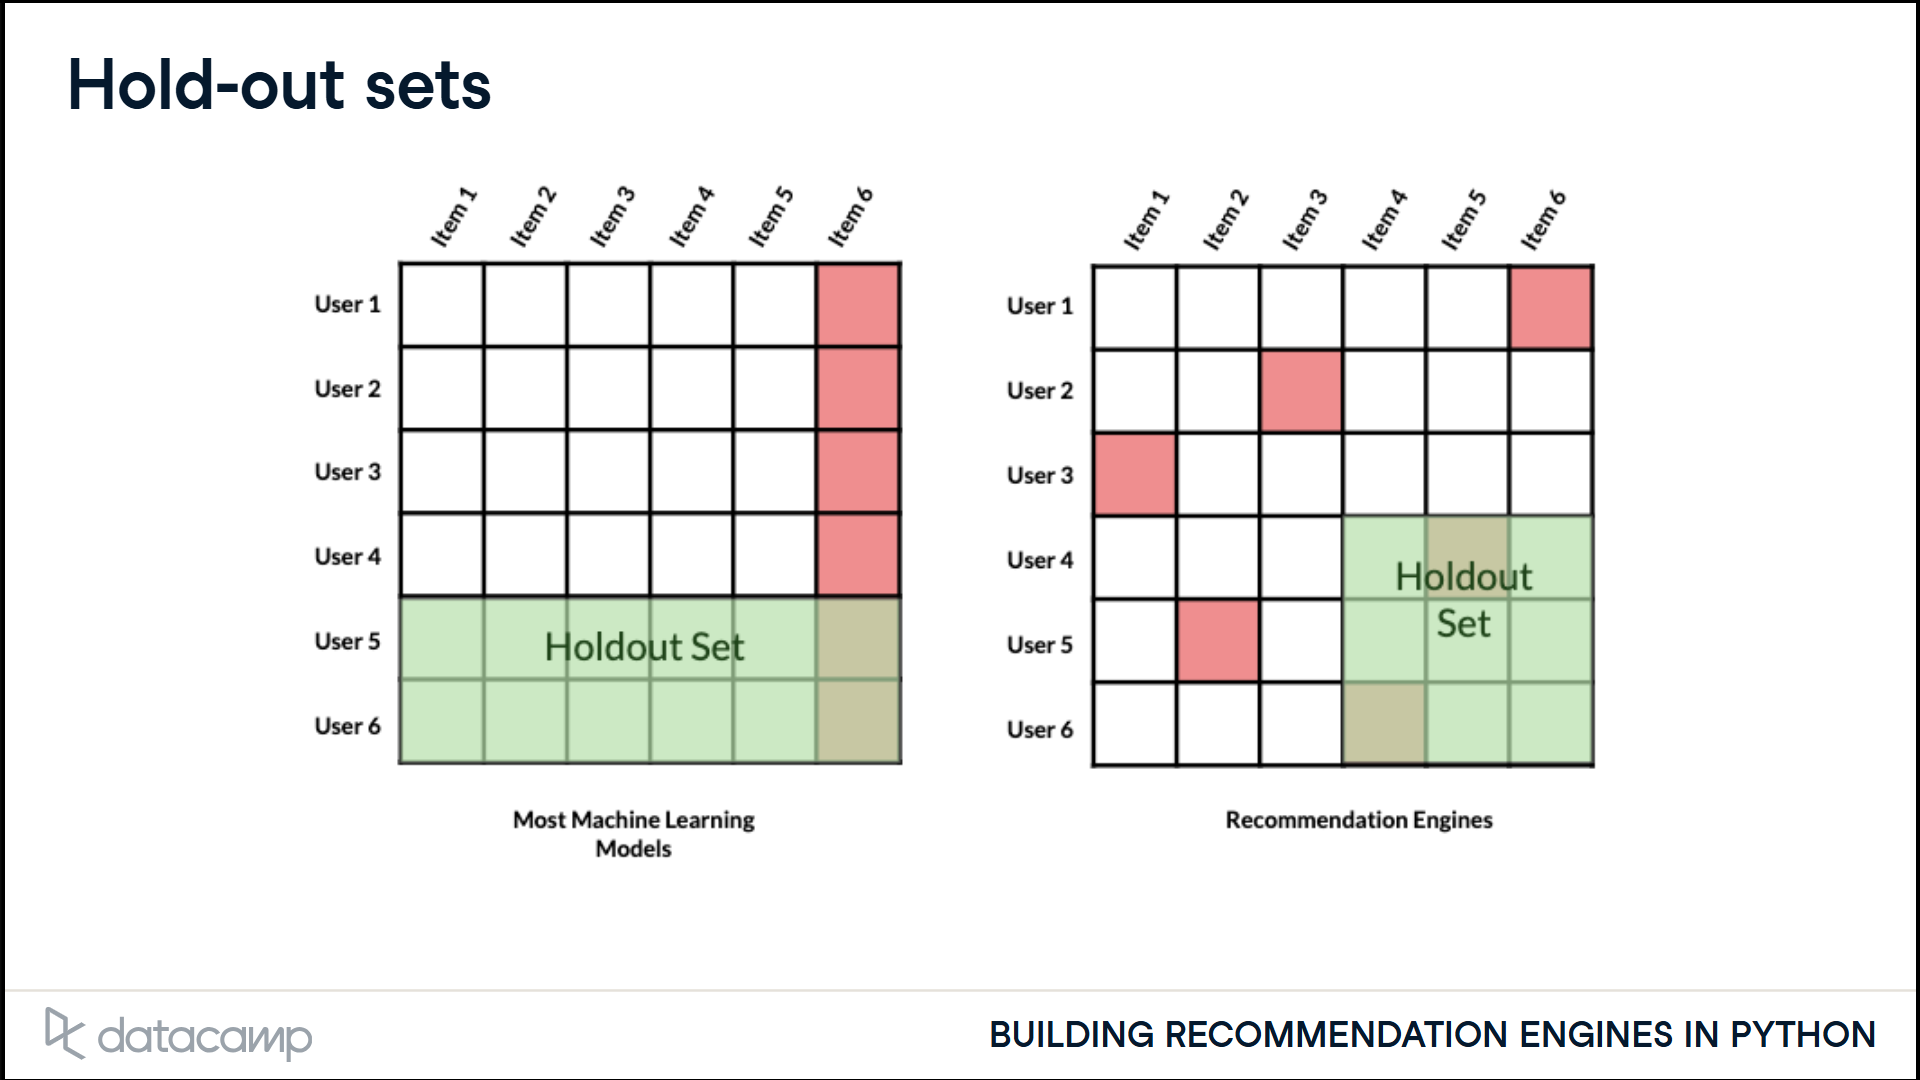 Hold-out sets
Item 1
Item 2
Item 3
Item 4
Item 5
Item 6
User 1
User 2
User 3
User 4
User 5
User 6
Holdout Set
Most Machine Learning
Models
Item 1
Item 2
Item 3
Item 4
Item 5
Item 6
User 1
User 2
User 3
User 4
User 5
User 6
Holdout
Set
Recommendation Engines
datacamp
BUILDING RECOMMENDATION ENGINES IN PYTHON